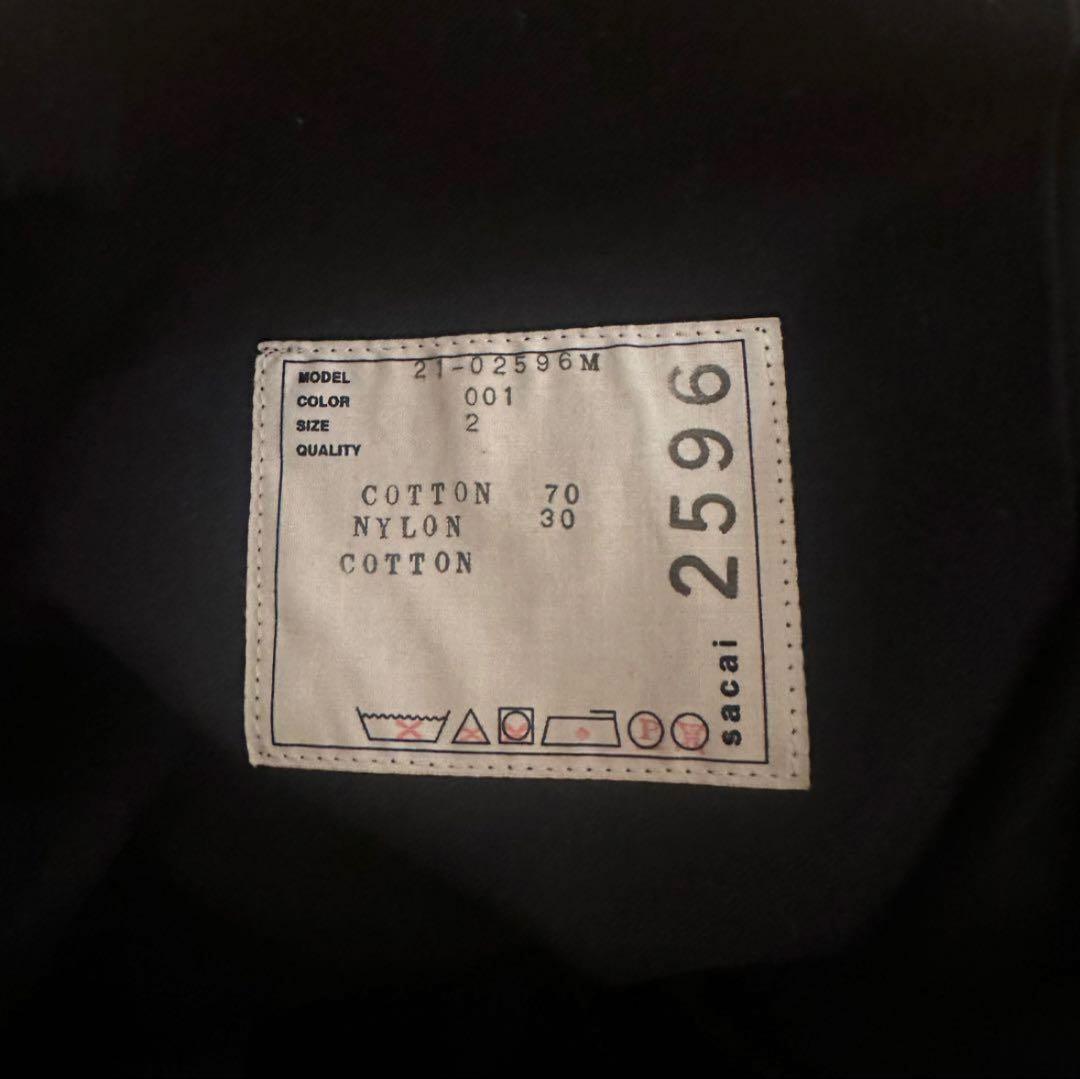 MODEL 21-02596M
COLOR 001
SIZE 2
QUALITY
COTTON 70
NYLON 30
COTTON
P
sacai 2596